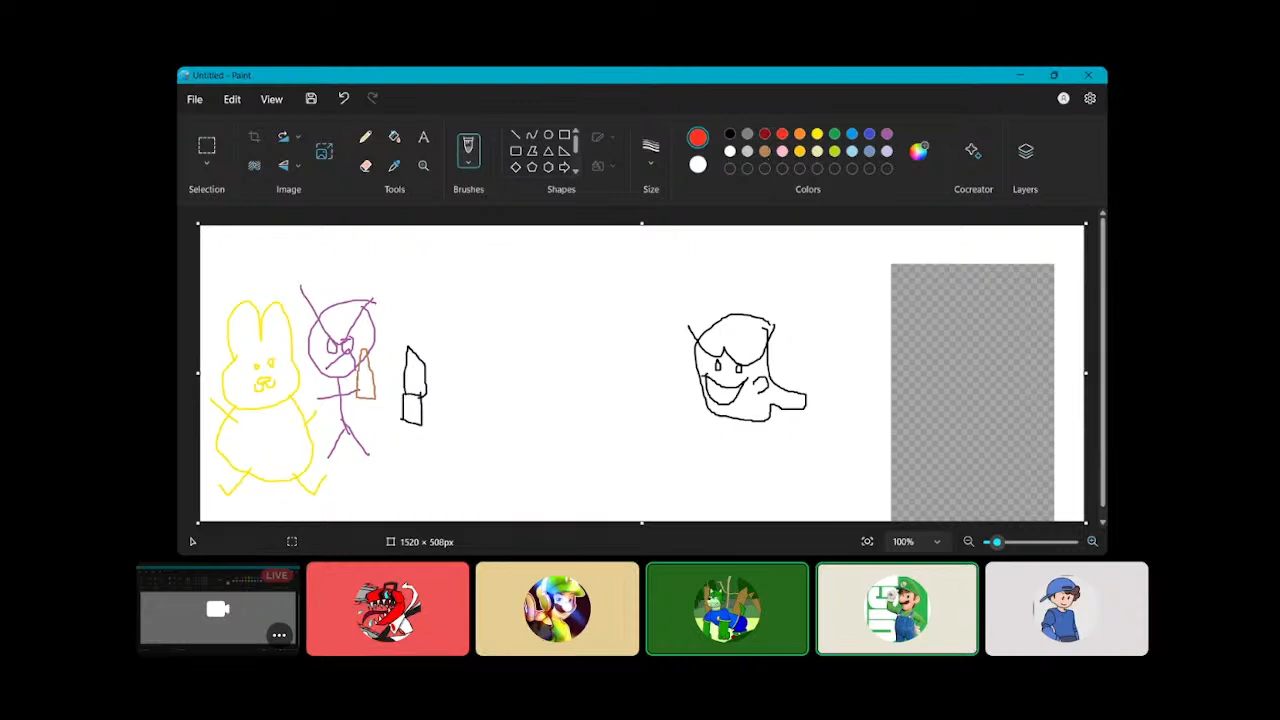 Untitled - Paint
File Edit View
Selection Image Tools Brushes Shapes Size Colors Cocreator Layers
1520 × 508px 100%
LIVE